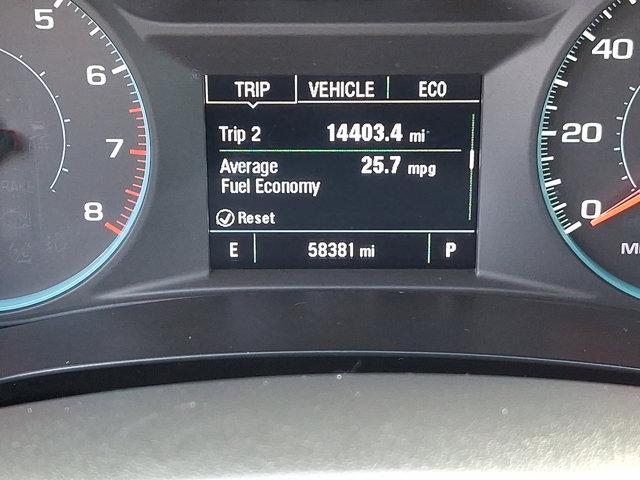 5
6
7
8
TRIP VEHICLE ECO
Trip 2 14403.4 mi
Average 25.7 mpg
Fuel Economy
Reset
E 58381 mi P
40
20
0